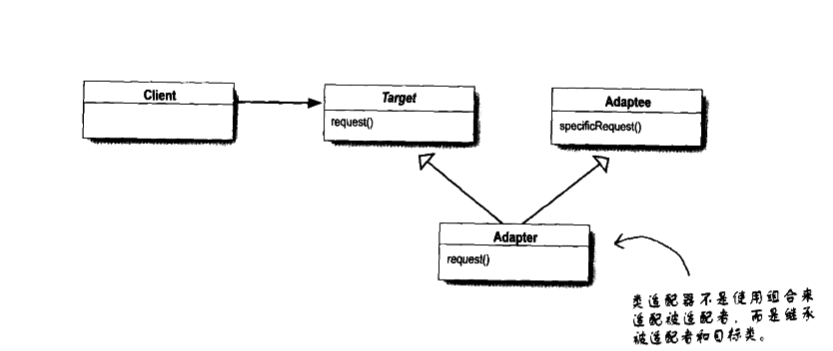 Client
Target
request()
Adaptee
specificRequest()
Adapter
request()
类适配器不是使用组合来
适配被适配者，而是继承
被适配者和目标类。